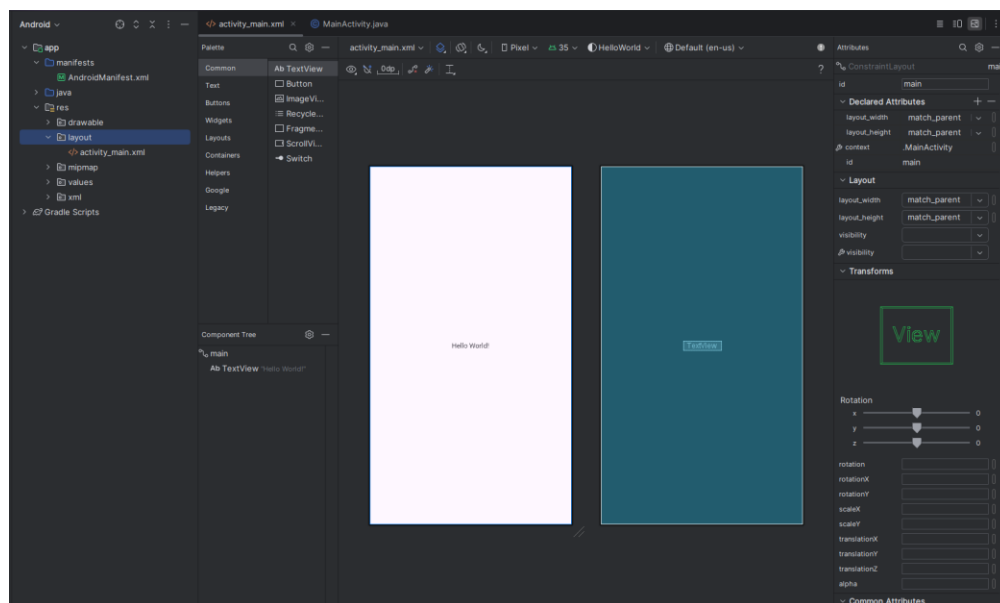 Android
activity_main.xml
MainActivity.java
app
manifests
AndroidManifest.xml
java
res
drawable
layout
activity_main.xml
mipmap
values
xml
Gradle Scripts
Palette
Common
Text
Buttons
Widgets
Layouts
Containers
Helpers
Google
Legacy
Ab TextView
Button
ImageVi...
Recycle...
Fragme...
ScrollVi...
Switch
Component Tree
main
Ab TextView "Hello World!"
activity_main.xml
Pixel
35
HelloWorld
Default (en-us)
0dp
?
Hello World!
TextView
Attributes
ConstraintLayout
id
main
Declared Attributes
layout_width match_parent
layout_height match_parent
context .MainActivity
id main
Layout
layout_width match_parent
layout_height match_parent
visibility
visibility
Transforms
View
Rotation
x 0
y 0
z 0
rotation
rotationX
rotationY
scaleX
scaleY
translationX
translationY
translationZ
alpha
Common Attributes